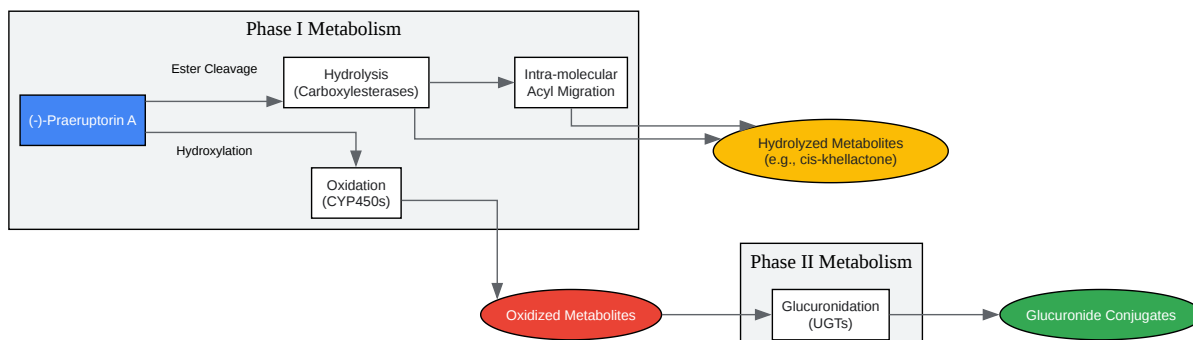 Phase I Metabolism
Ester Cleavage
Hydrolysis
(Carboxylesterases)
Intra-molecular
Acyl Migration
(-)-Praeruptorin A
Hydroxylation
Hydrolyzed Metabolites
(e.g., cis-khellactone)
Oxidation
(CYP450s)
Phase II Metabolism
Oxidized Metabolites
Glucuronidation
(UGTs)
Glucuronide Conjugates